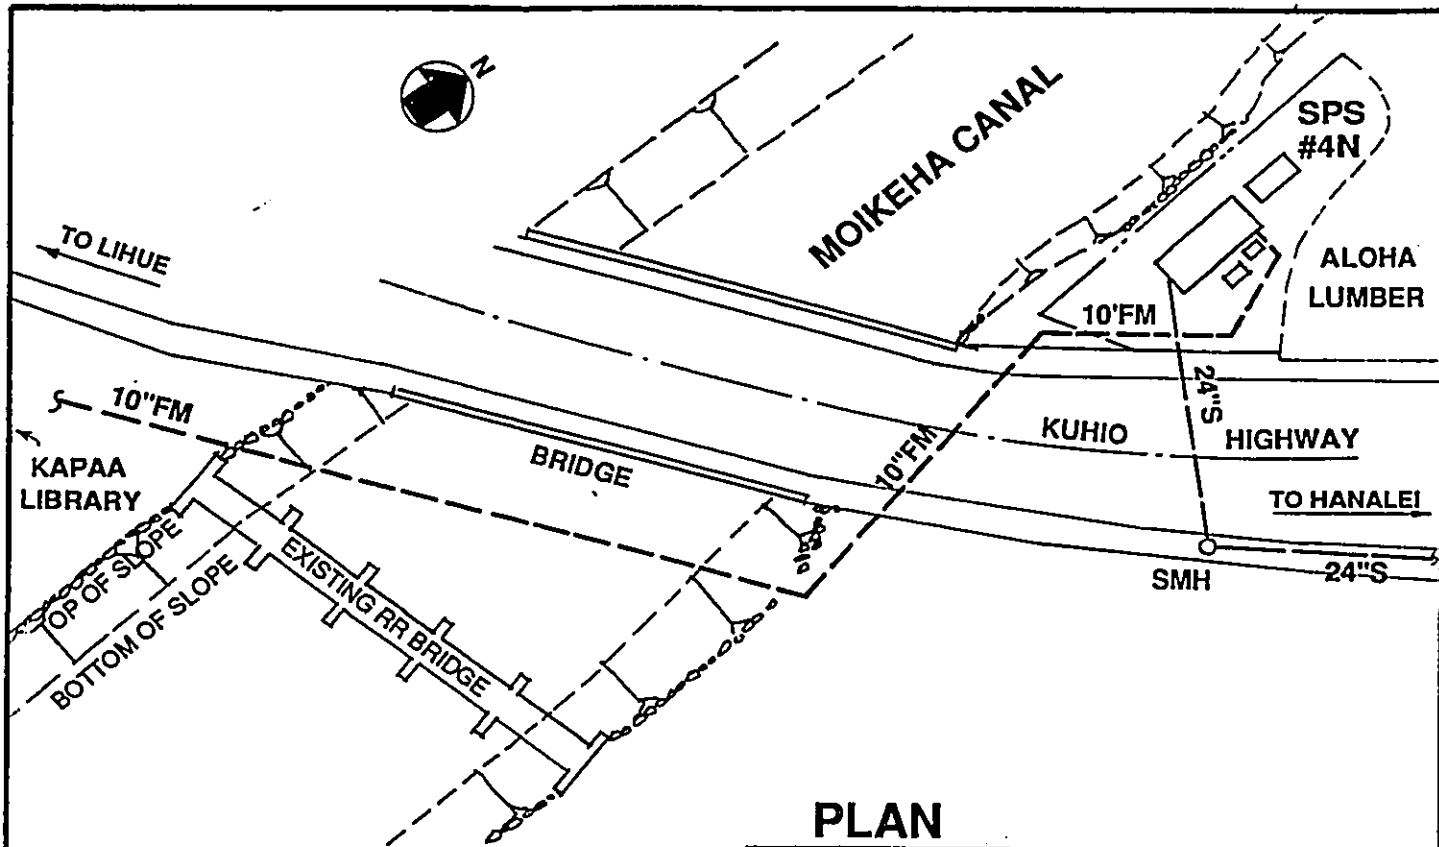 N
MOIKEHA CANAL
SPS
#4N
TO LIHUE
ALOHA
LUMBER
10'FM
24"S
10"FM
10"FM
KUHIO HIGHWAY
BRIDGE
KAPAA
LIBRARY
TO HANALEI
TOP OF SLOPE
EXISTING RR BRIDGE
SMH
24"S
BOTTOM OF SLOPE
PLAN